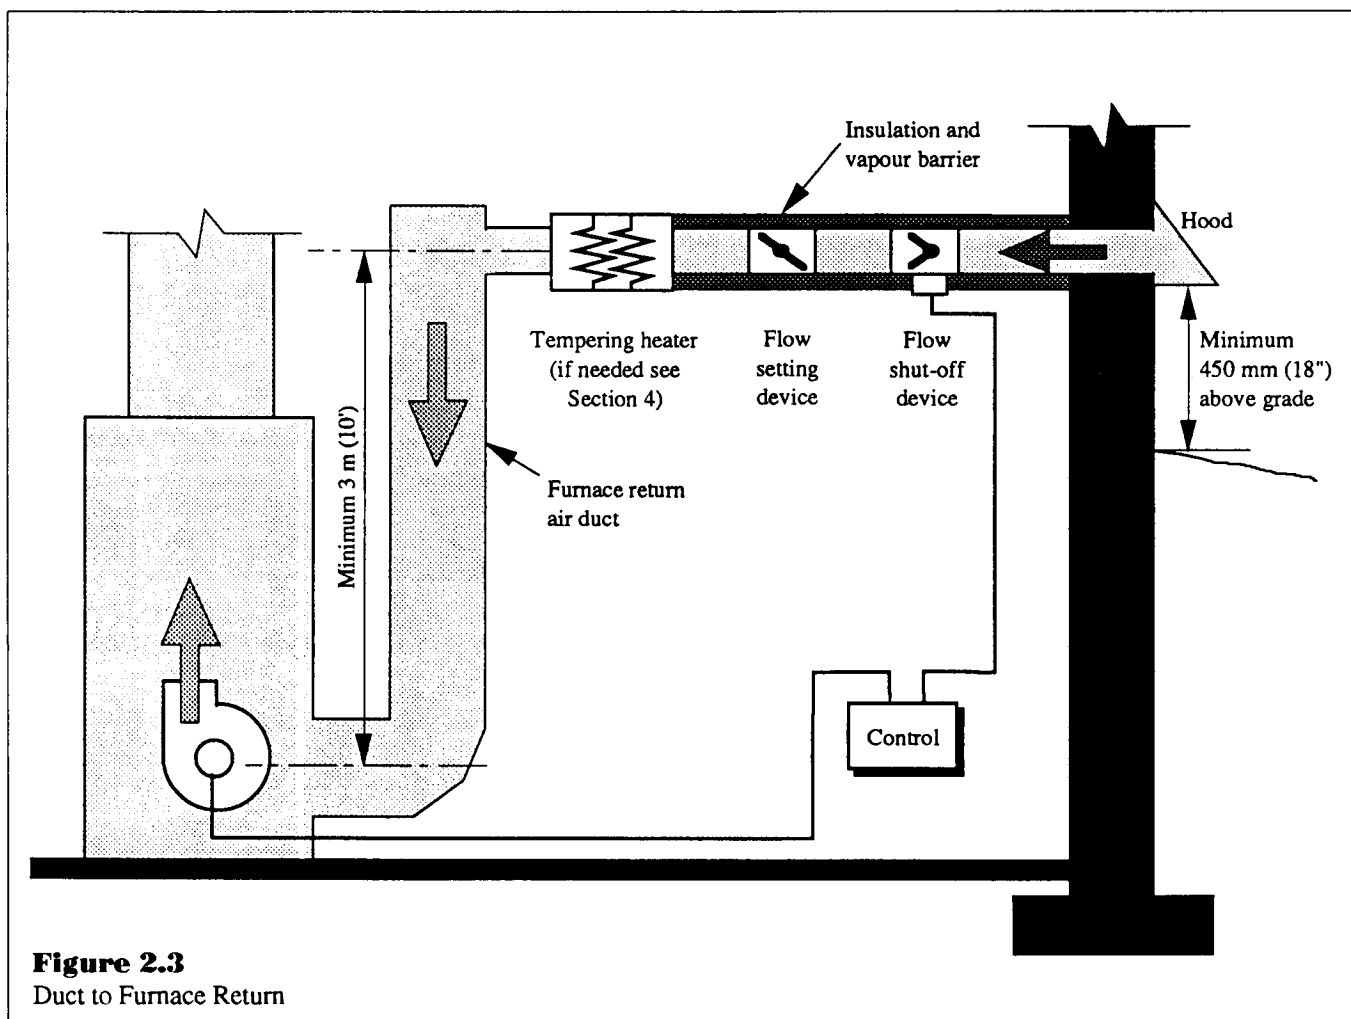 Insulation and
vapour barrier
Hood
Tempering heater
(if needed see
Section 4)
Flow
setting
device
Flow
shut-off
device
Minimum
450 mm (18")
above grade
Minimum 3 m (10')
Furnace return
air duct
Control
Figure 2.3
Duct to Furnace Return